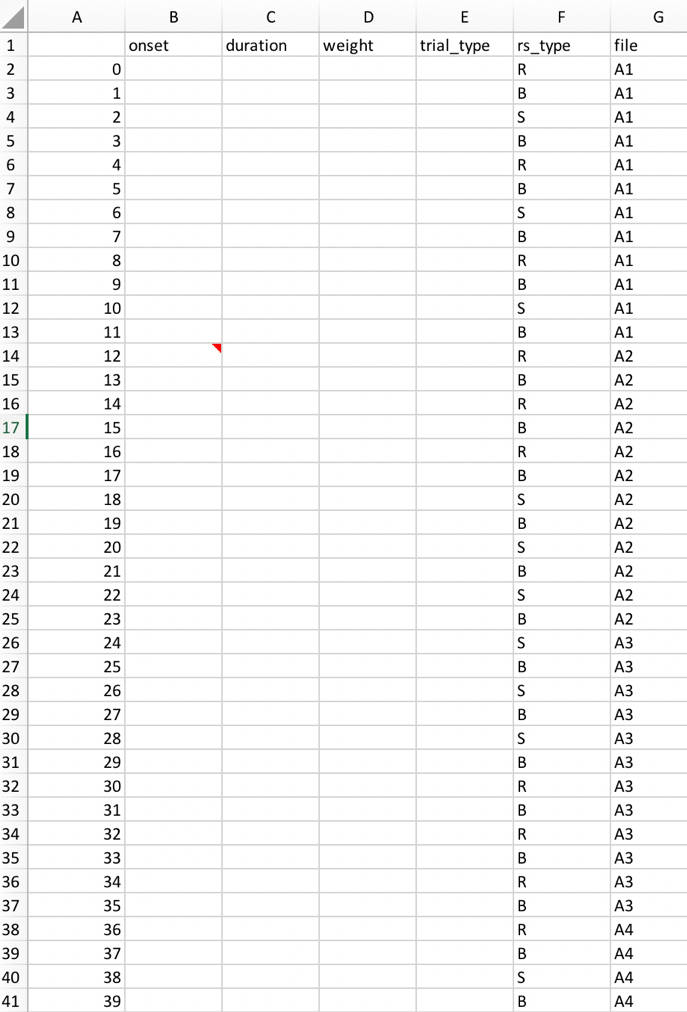 A B C D E F G
1 onset duration weight trial_type rs_type file
2 0 R A1
3 1 B A1
4 2 S A1
5 3 B A1
6 4 R A1
7 5 B A1
8 6 S A1
9 7 B A1
10 8 R A1
11 9 B A1
12 10 S A1
13 11 B A1
14 12 R A2
15 13 B A2
16 14 R A2
17 15 B A2
18 16 R A2
19 17 B A2
20 18 S A2
21 19 B A2
22 20 S A2
23 21 B A2
24 22 S A2
25 23 B A2
26 24 S A3
27 25 B A3
28 26 S A3
29 27 B A3
30 28 S A3
31 29 B A3
32 30 R A3
33 31 B A3
34 32 R A3
35 33 B A3
36 34 R A3
37 35 B A3
38 36 R A4
39 37 B A4
40 38 S A4
41 39 B A4